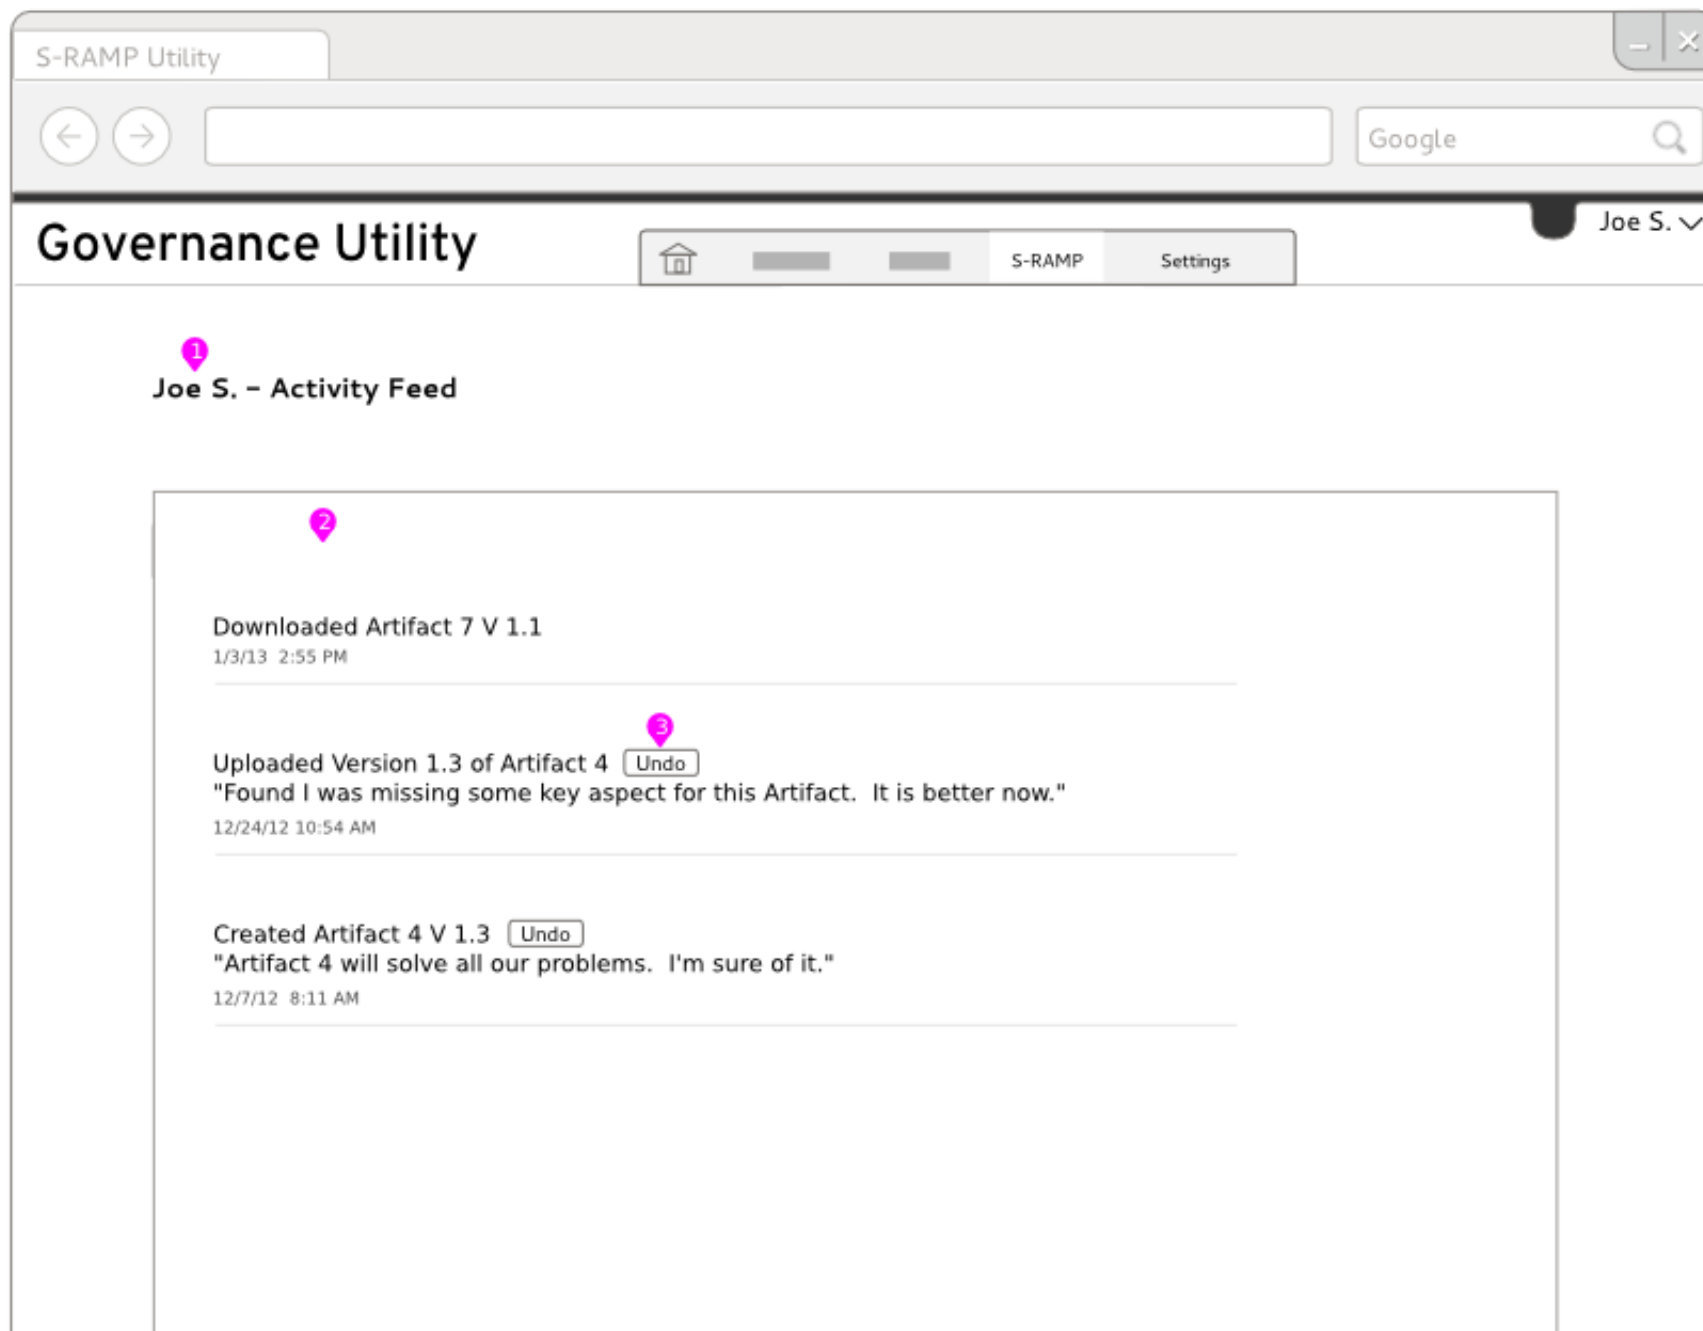 S-RAMP Utility
Google
Joe S.
Governance Utility
S-RAMP
Settings
1
Joe S. – Activity Feed
2
Downloaded Artifact 7 V 1.1
1/3/13  2:55 PM
3
Uploaded Version 1.3 of Artifact 4 Undo
"Found I was missing some key aspect for this Artifact.  It is better now."
12/24/12 10:54 AM
Created Artifact 4 V 1.3 Undo
"Artifact 4 will solve all our problems.  I'm sure of it."
12/7/12  8:11 AM